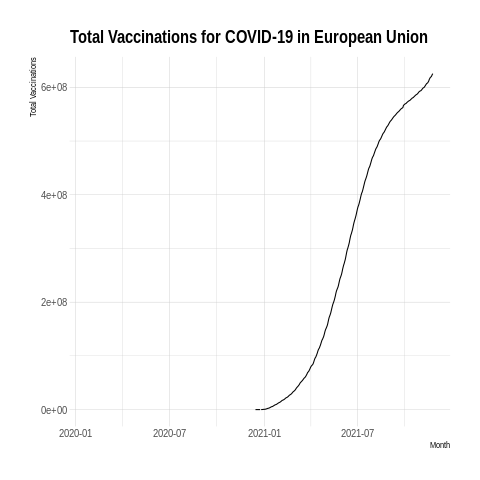 Total Vaccinations for COVID-19 in European Union
Total Vaccinations
6e+08
4e+08
2e+08
0e+00
2020-01 2020-07 2021-01 2021-07
Month